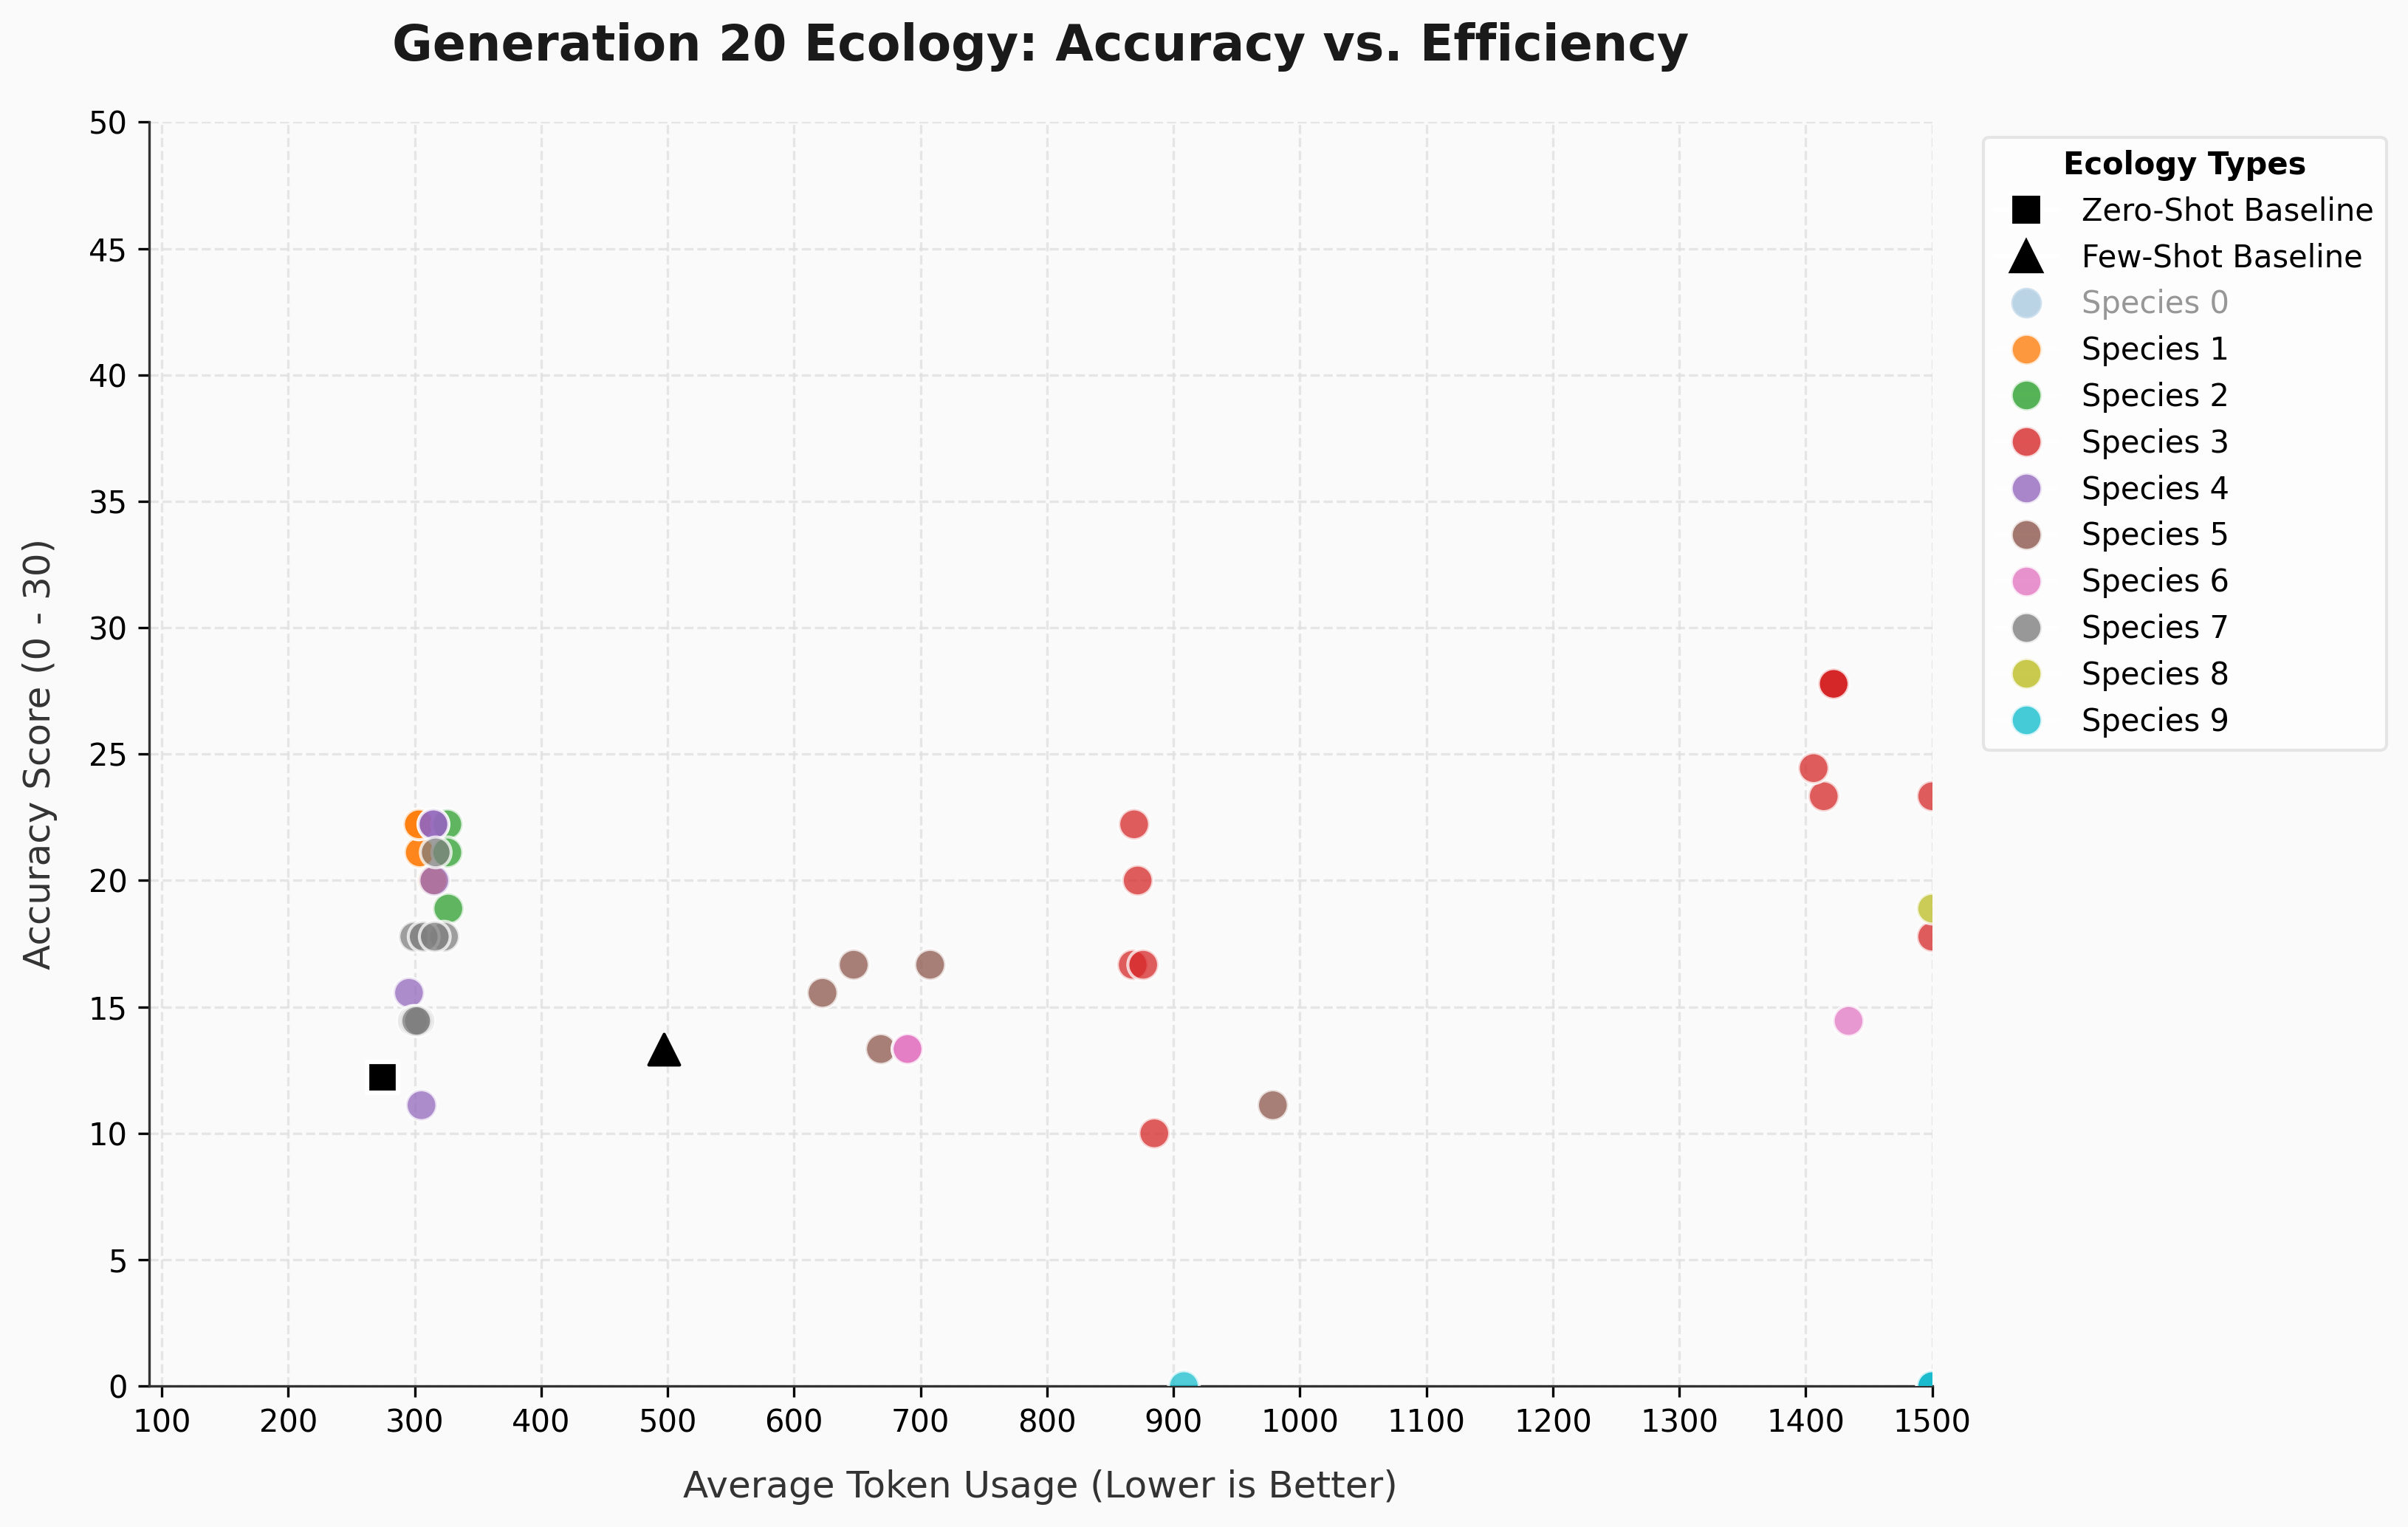 Generation 20 Ecology: Accuracy vs. Efficiency
50
45
40
35
30
25
20
15
10
5
0
Accuracy Score (0 - 30)
100 200 300 400 500 600 700 800 900 1000 1100 1200 1300 1400 1500
Average Token Usage (Lower is Better)
Ecology Types
Zero-Shot Baseline
Few-Shot Baseline
Species 0
Species 1
Species 2
Species 3
Species 4
Species 5
Species 6
Species 7
Species 8
Species 9